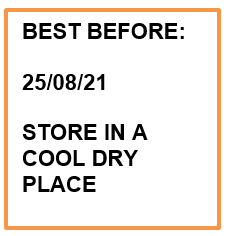 BEST BEFORE:
25/08/21
STORE IN A
COOL DRY
PLACE